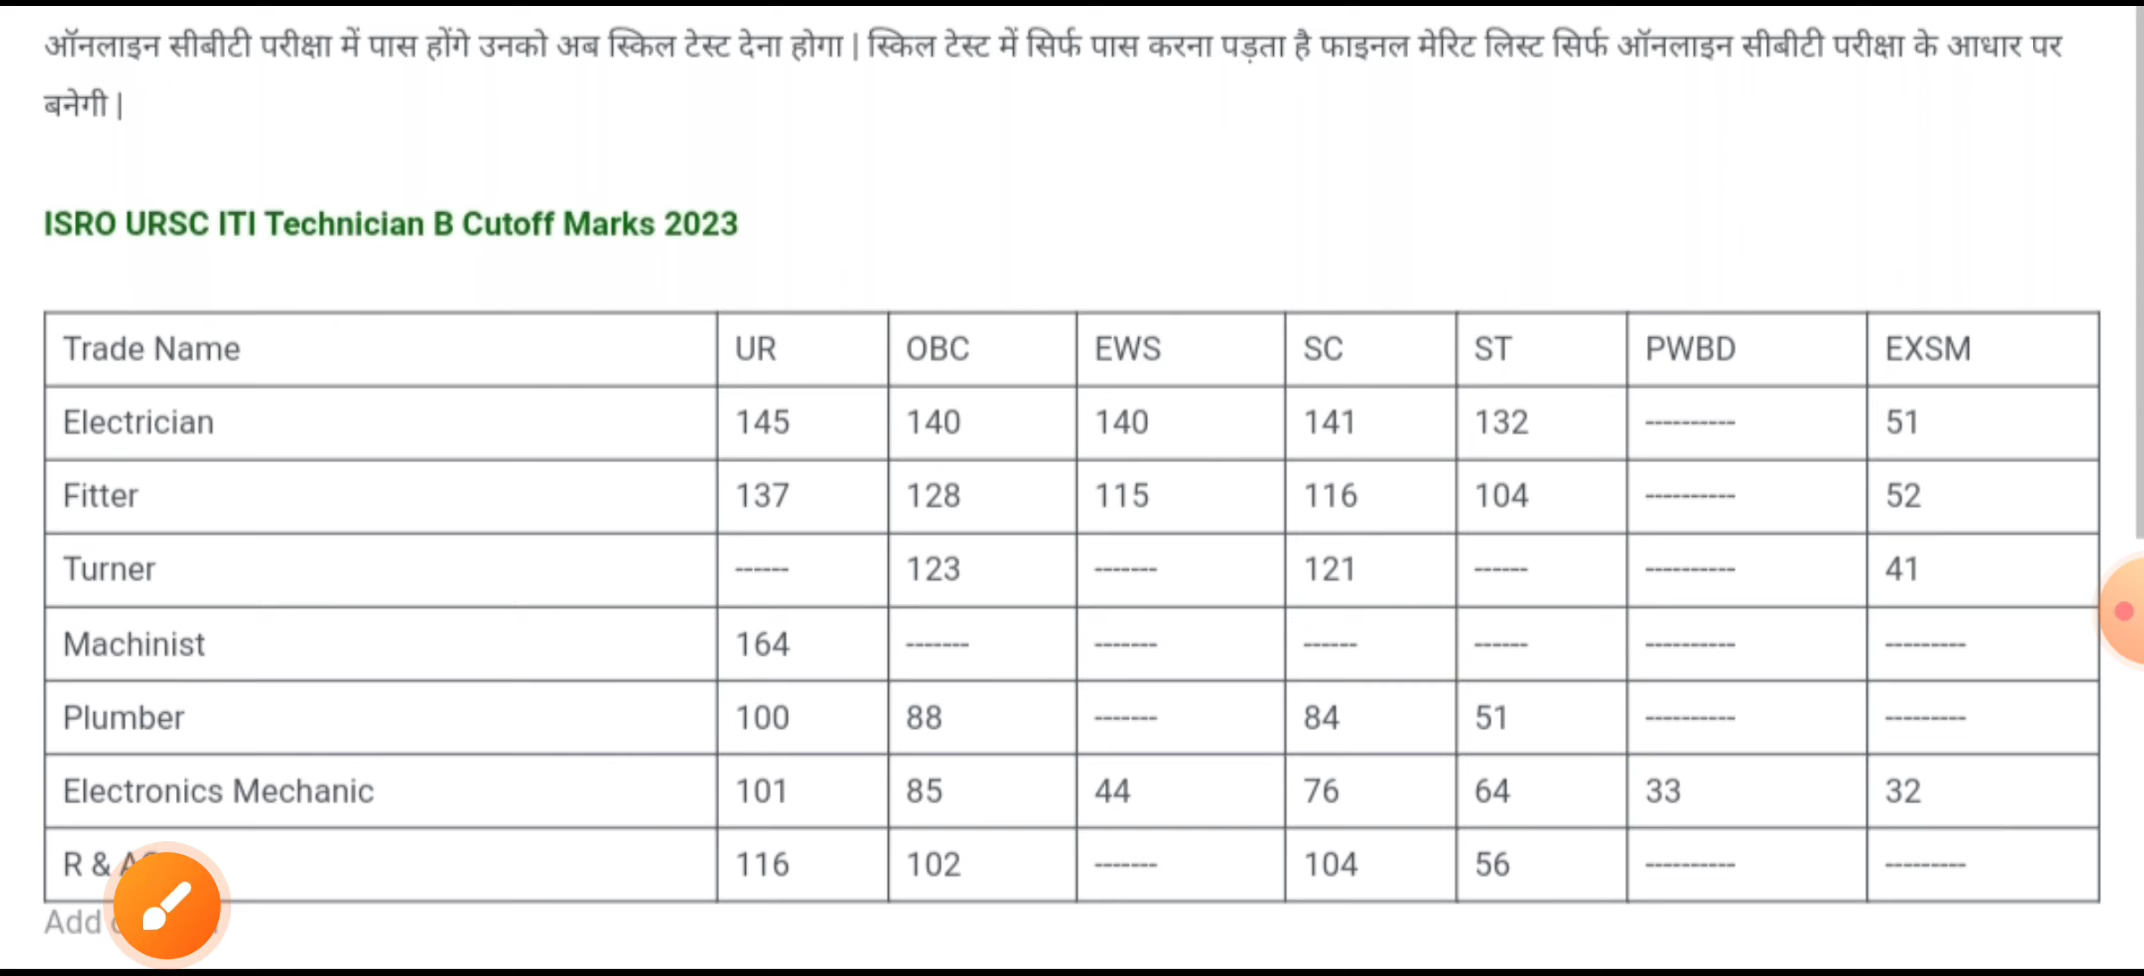 ऑनलाइन सीबीटी परीक्षा में पास होंगे उनको अब स्किल टेस्ट देना होगा | स्किल टेस्ट में सिर्फ पास करना पड़ता है फाइनल मेरिट लिस्ट सिर्फ ऑनलाइन सीबीटी परीक्षा के आधार पर
बनेगी |
ISRO URSC ITI Technician B Cutoff Marks 2023
Trade Name UR OBC EWS SC ST PWBD EXSM
Electrician 145 140 140 141 132 ---------- 51
Fitter 137 128 115 116 104 ---------- 52
Turner ------ 123 ------- 121 ------ ---------- 41
Machinist 164 ------- ------- ------ ------ ---------- ---------
Plumber 100 88 ------- 84 51 ---------- ---------
Electronics Mechanic 101 85 44 76 64 33 32
R & 116 102 ------- 104 56 ---------- ---------
Add